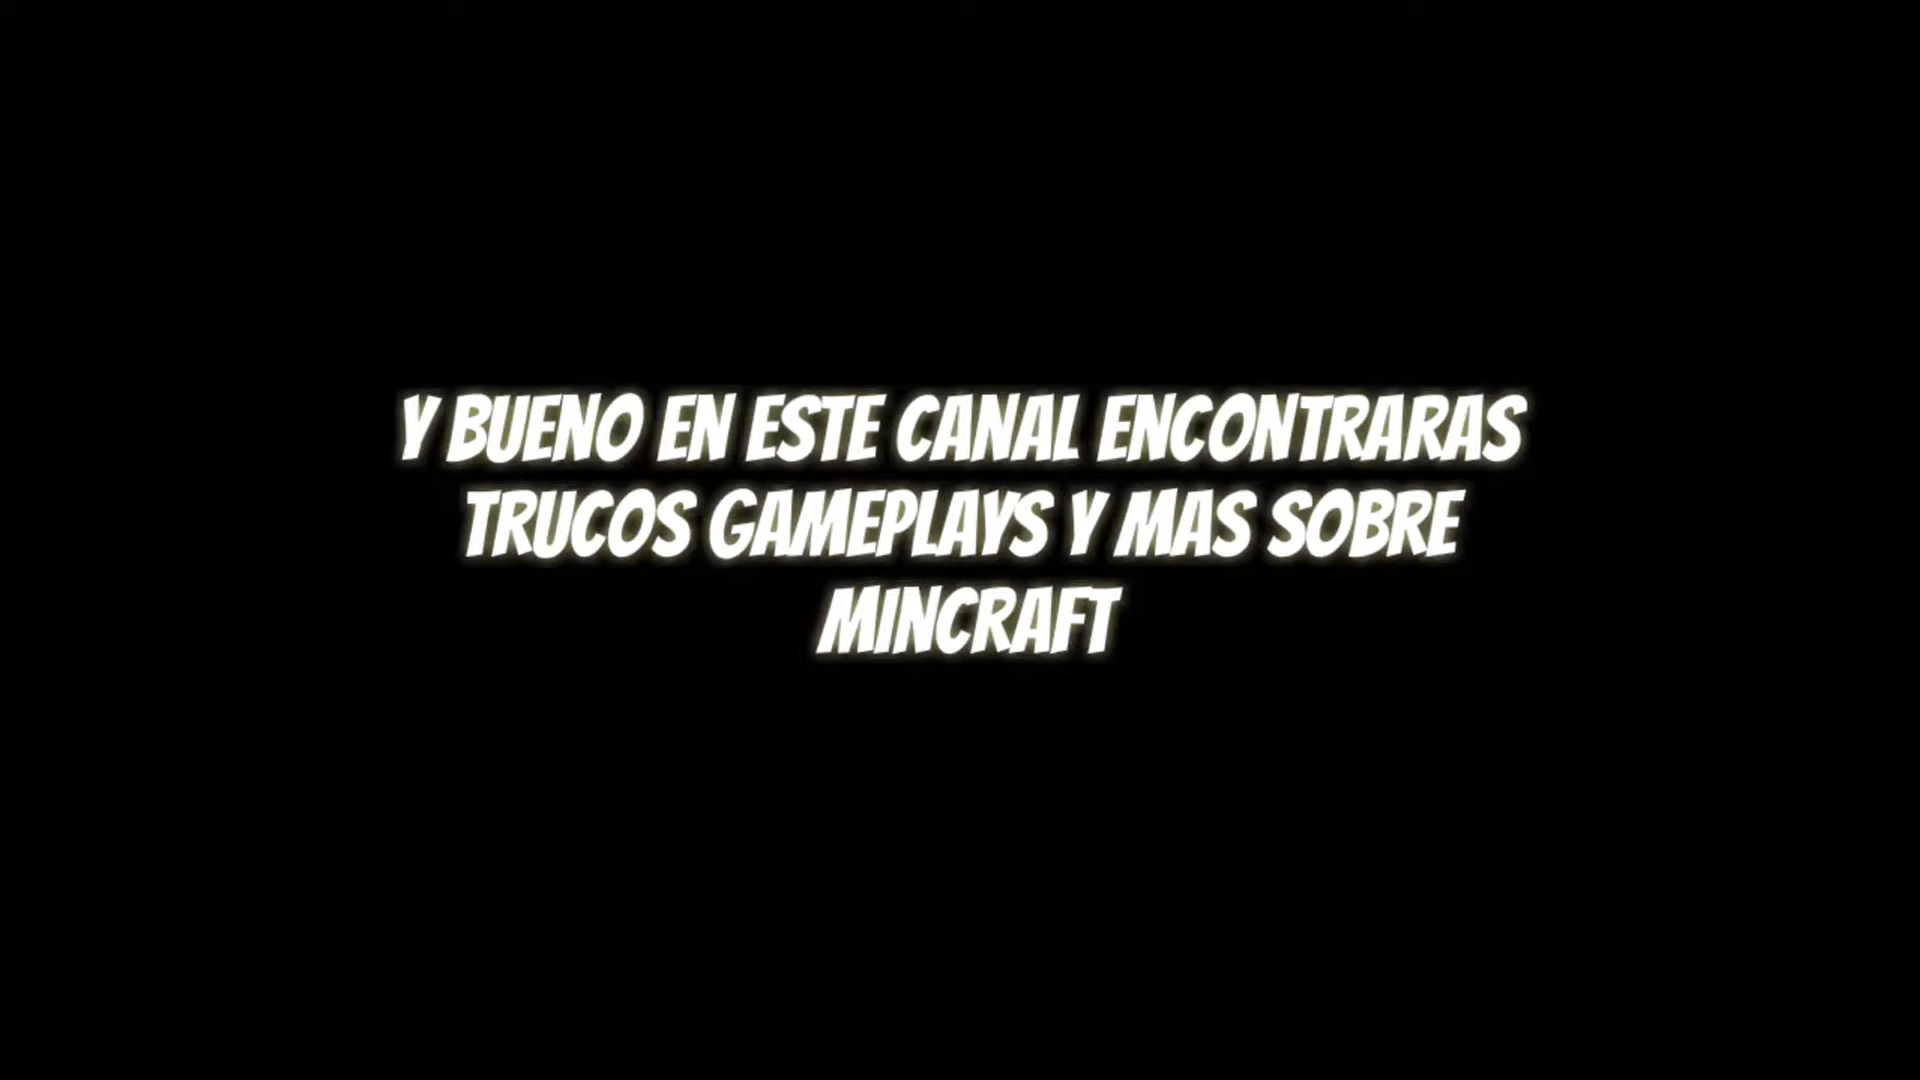 Y BUENO EN ESTE CANAL ENCONTRARAS
TRUCOS GAMEPLAYS Y MAS SOBRE
MINCRAFT